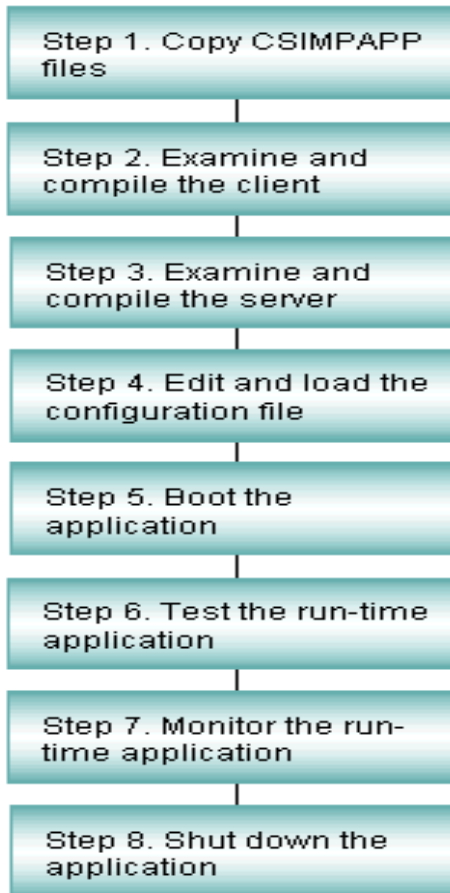 Step 1. Copy CSIMPAPP
files
Step 2. Examine and
compile the client
Step 3. Examine and
compile the server
Step 4. Edit and load the
configuration file
Step 5. Boot the
application
Step 6. Test the run-time
application
Step 7. Monitor the run-
time application
Step 8. Shut down the
application